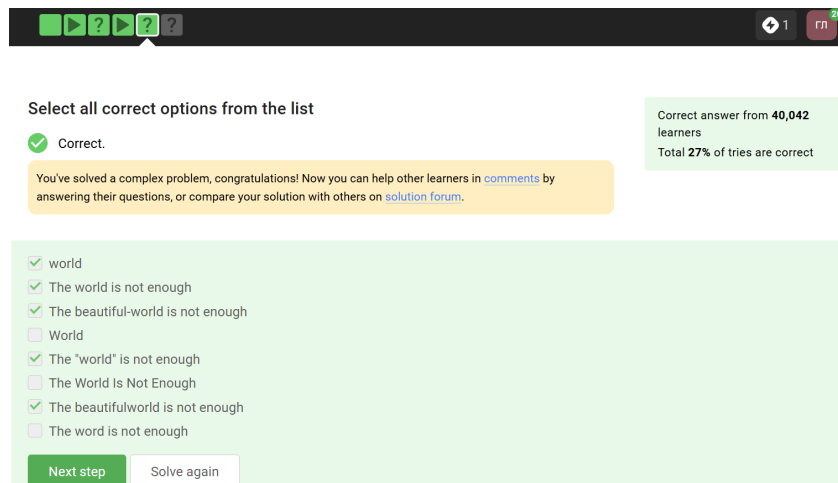 ? ? ? 1 ГЛ
Select all correct options from the list
Correct.
You've solved a complex problem, congratulations! Now you can help other learners in comments by
answering their questions, or compare your solution with others on solution forum.
Correct answer from 40,042
learners
Total 27% of tries are correct
world
The world is not enough
The beautiful-world is not enough
World
The "world" is not enough
The World Is Not Enough
The beautifulworld is not enough
The word is not enough
Next step Solve again